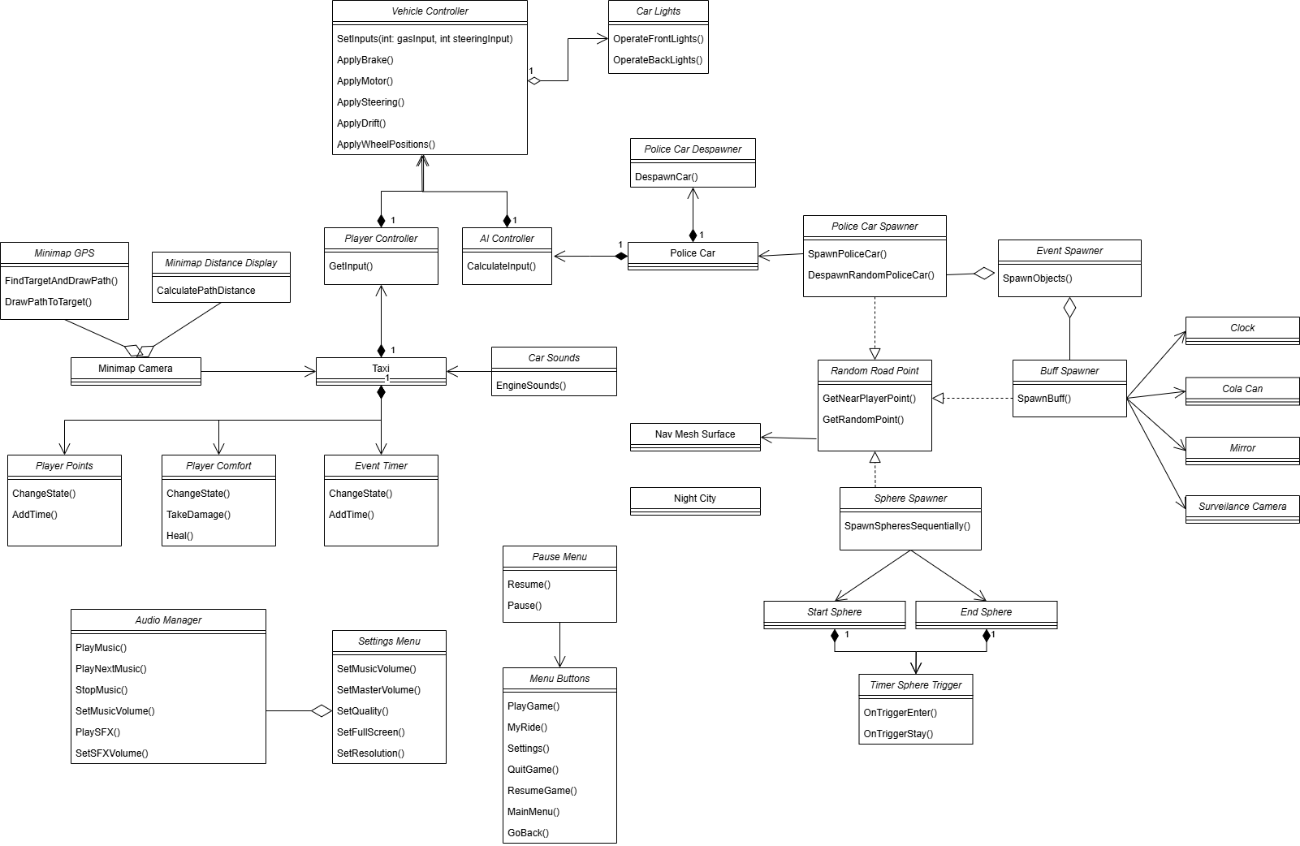 Vehicle Controller
SetInputs(int: gasInput, int steeringInput)
ApplyBrake()
ApplyMotor()
ApplySteering()
ApplyDrift()
ApplyWheelPositions()
1
Car Lights
OperateFrontLights()
OperateBackLights()
Police Car Despawner
DespawnCar()
1
1
1
1
Player Controller
GetInput()
AI Controller
CalculateInput()
Police Car
Police Car Spawner
SpawnPoliceCar()
DespawnRandomPoliceCar()
Event Spawner
SpawnObjects()
Minimap GPS
FindTargetAndDrawPath()
DrawPathToTarget()
Minimap Distance Display
CalculatePathDistance
Minimap Camera
1
Taxi
1
Car Sounds
EngineSounds()
Random Road Point
GetNearPlayerPoint()
GetRandomPoint()
Buff Spawner
SpawnBuff()
Clock
Cola Can
Mirror
Surveilance Camera
Nav Mesh Surface
Night City
Player Points
ChangeState()
AddTime()
Player Comfort
ChangeState()
TakeDamage()
Heal()
Event Timer
ChangeState()
AddTime()
Sphere Spawner
SpawnSpheresSequentially()
Start Sphere
End Sphere
1
1
Timer Sphere Trigger
OnTriggerEnter()
OnTriggerStay()
Pause Menu
Resume()
Pause()
Menu Buttons
PlayGame()
MyRide()
Settings()
QuitGame()
ResumeGame()
MainMenu()
GoBack()
Audio Manager
PlayMusic()
PlayNextMusic()
StopMusic()
SetMusicVolume()
PlaySFX()
SetSFXVolume()
Settings Menu
SetMusicVolume()
SetMasterVolume()
SetQuality()
SetFullScreen()
SetResolution()